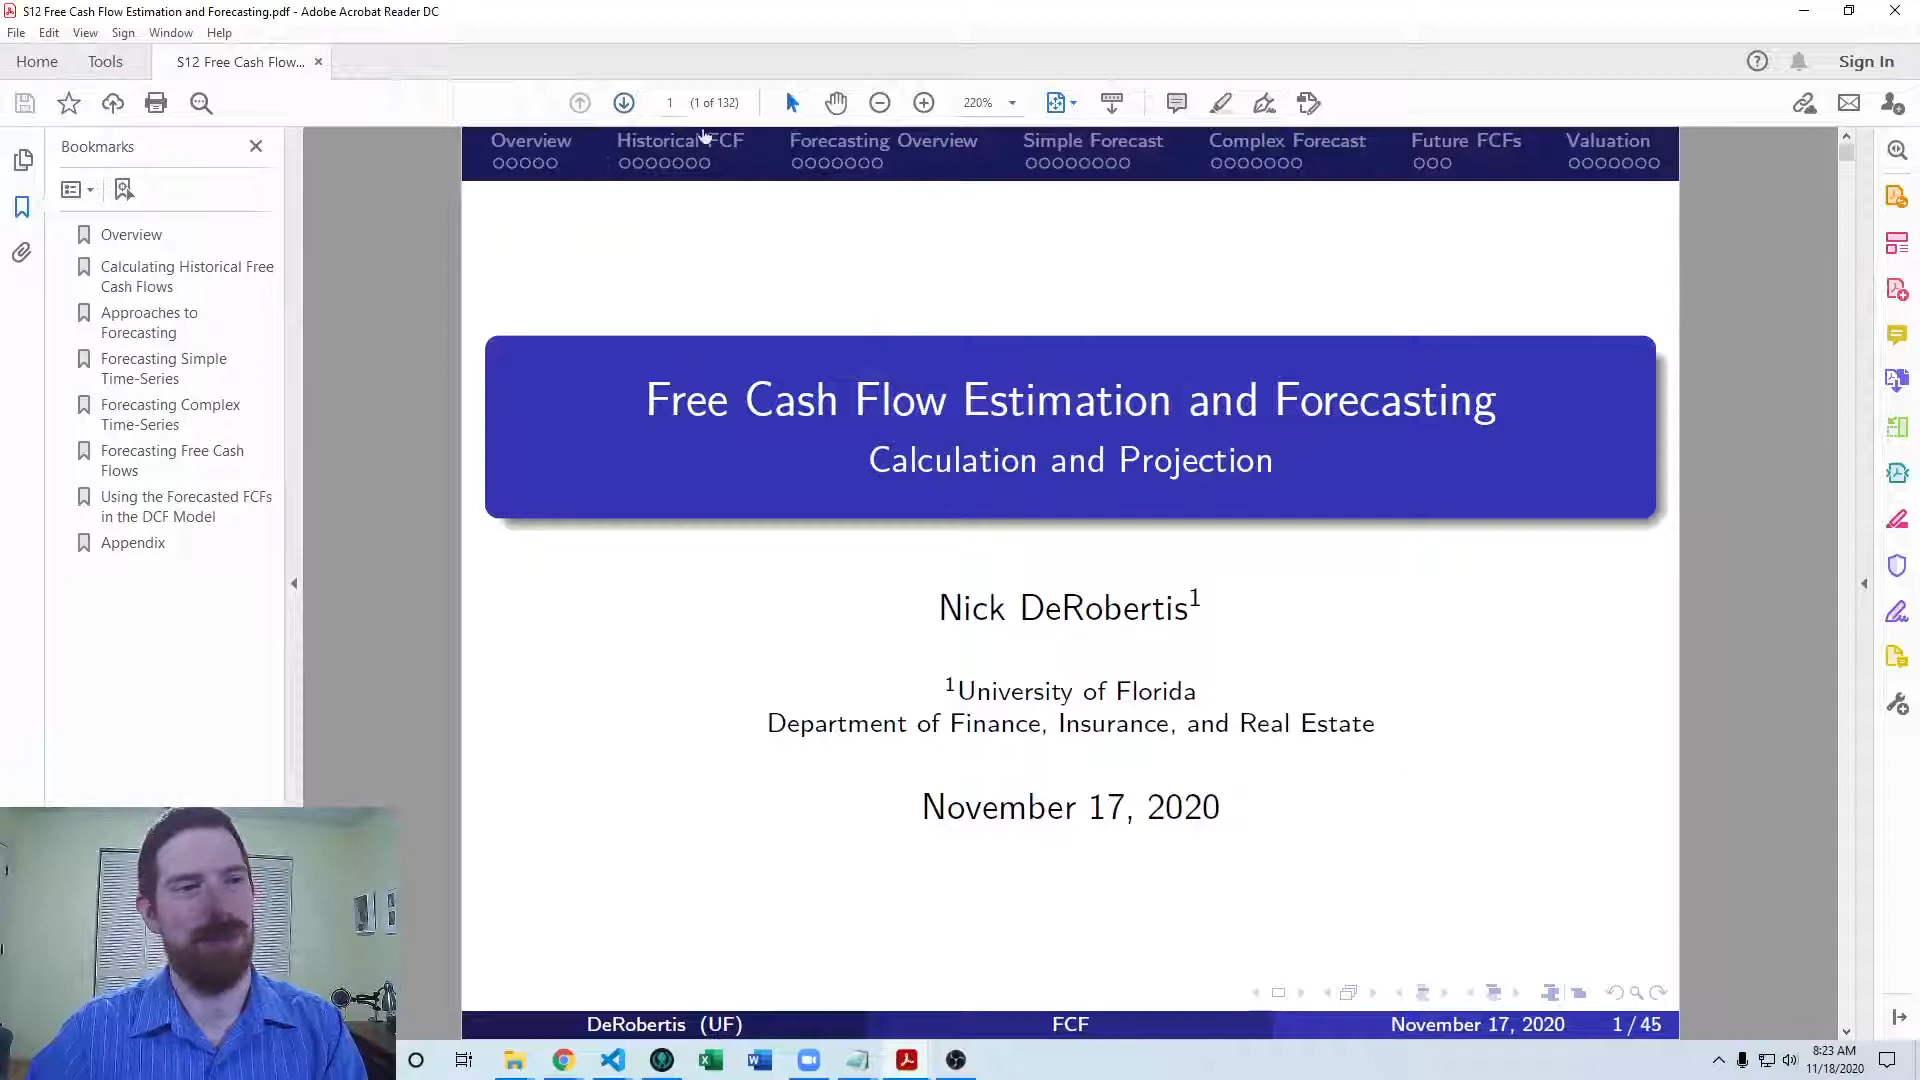 S12 Free Cash Flow Estimation and Forecasting.pdf - Adobe Acrobat Reader DC
File Edit View Sign Window Help
Home Tools S12 Free Cash Flow... × Sign In
1 (1 of 132) 220%
Bookmarks
Overview
Calculating Historical Free
Cash Flows
Approaches to
Forecasting
Forecasting Simple
Time-Series
Forecasting Complex
Time-Series
Forecasting Free Cash
Flows
Using the Forecasted FCFs
in the DCF Model
Appendix
Overview Historical FCF Forecasting Overview Simple Forecast Complex Forecast Future FCFs Valuation
Free Cash Flow Estimation and Forecasting
Calculation and Projection
Nick DeRobertis¹
¹University of Florida
Department of Finance, Insurance, and Real Estate
November 17, 2020
DeRobertis (UF) FCF November 17, 2020 1 / 45
8:23 AM
11/18/2020